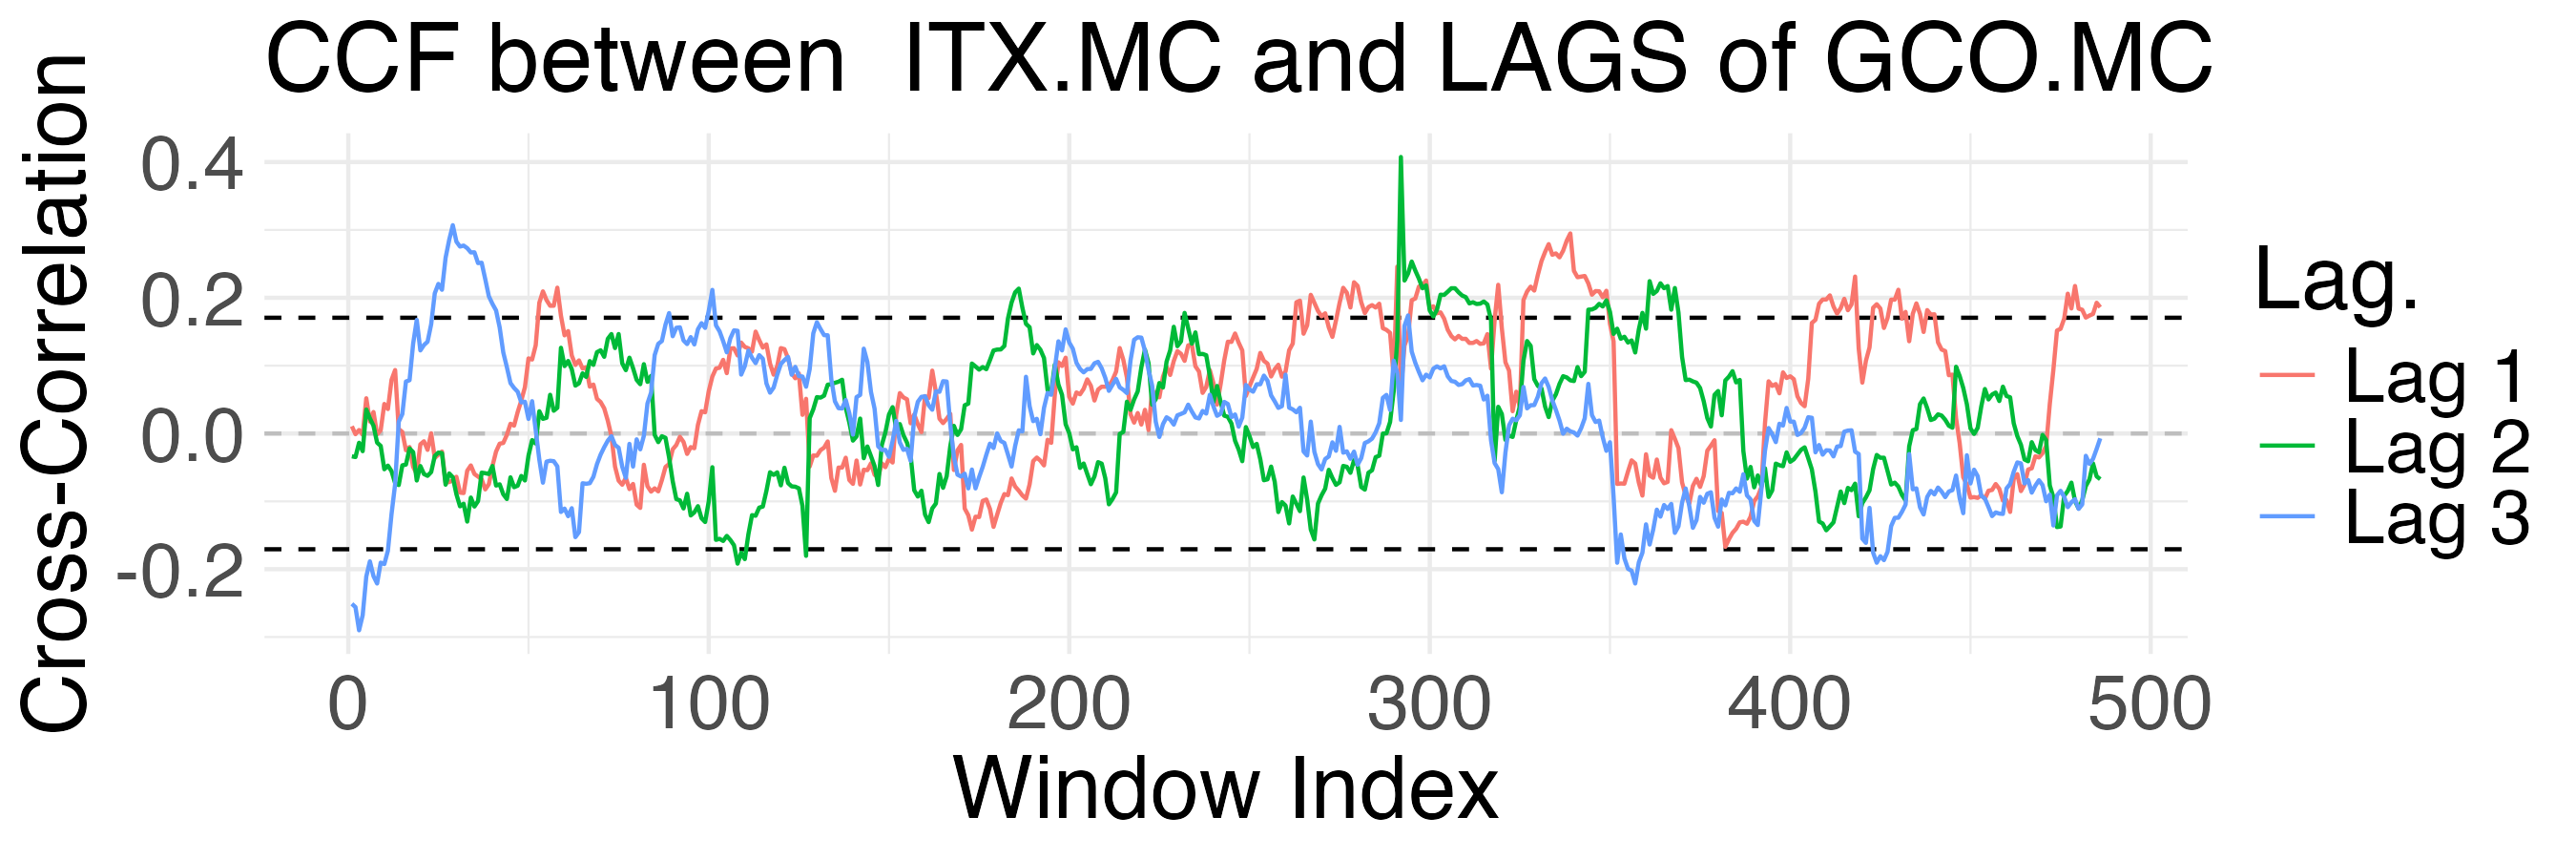 CCF between ITX.MC and LAGS of GCO.MC
Cross-Correlation
0.4
0.2
0.0
-0.2
0
100
200
300
400
500
Window Index
Lag.
Lag 1
Lag 2
Lag 3